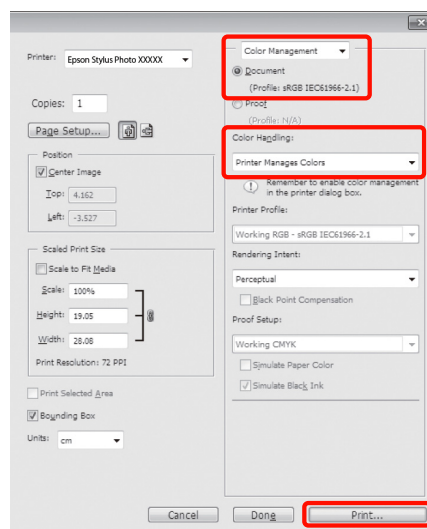 Printer: Epson Stylus Photo XXXXX
Copies: 1
Page Setup...
Position
Center Image
Top: 4.162
Left: -3.527
Scaled Print Size
Scale to Fit Media
Scale: 100%
Height: 19.05
Width: 28.08
Print Resolution: 72 PPI
Print Selected Area
Bounding Box
Units: cm
Color Management
Document
(Profile: sRGB IEC61966-2.1)
Proof
(Profile: N/A)
Color Handling:
Printer Manages Colors
Remember to enable color management
in the printer dialog box.
Printer Profile:
Working RGB - sRGB IEC61966-2.1
Rendering Intent:
Perceptual
Black Point Compensation
Proof Setup:
Working CMYK
Simulate Paper Color
Simulate Black Ink
Cancel
Done
Print...